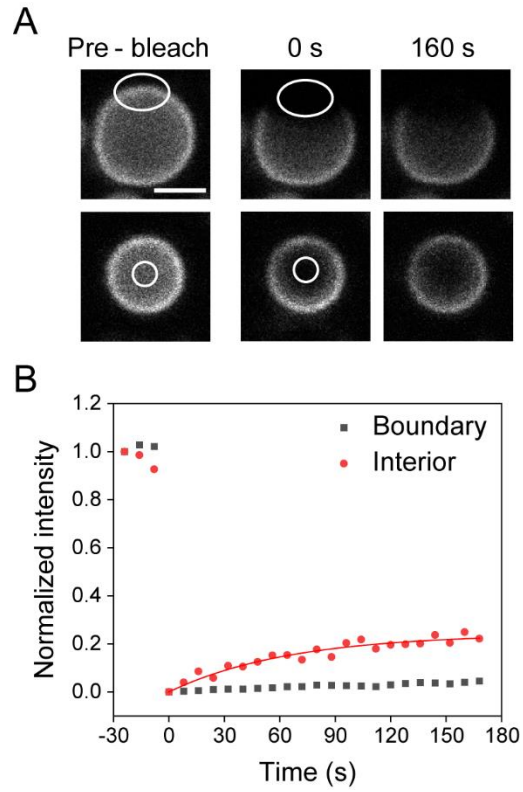 A
Pre - bleach 0 s 160 s
B
Normalized intensity
1.2
1.0
0.8
0.6
0.4
0.2
0.0
Boundary
Interior
-30 0 30 60 90 120 150 180
Time (s)